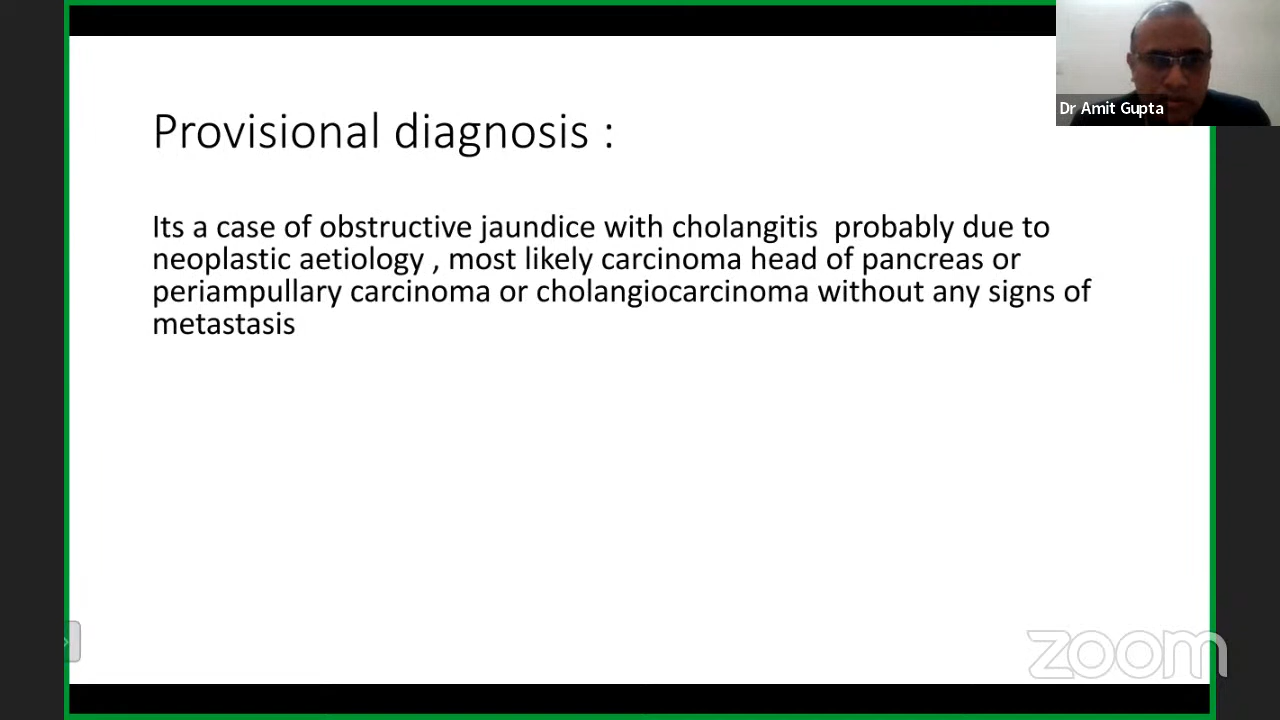 Dr Amit Gupta
Provisional diagnosis :
Its a case of obstructive jaundice with cholangitis  probably due to
neoplastic aetiology , most likely carcinoma head of pancreas or
periampullary carcinoma or cholangiocarcinoma without any signs of
metastasis
zoom